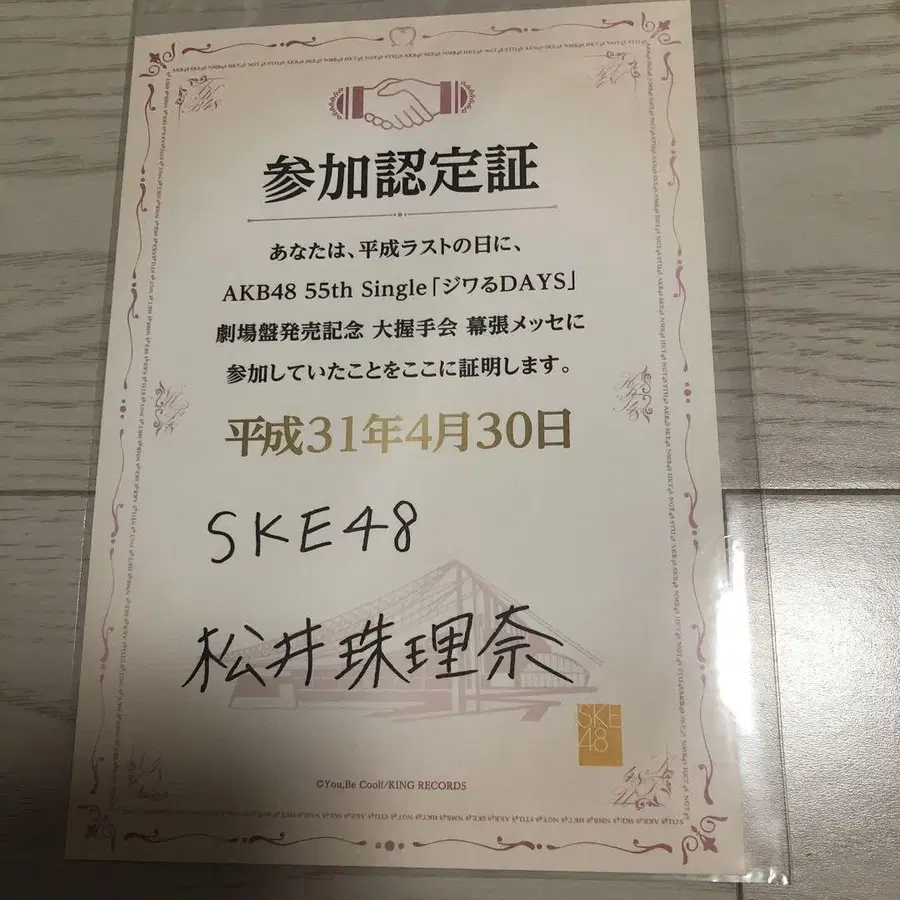 参加認定証
あなたは、平成ラストの日に、
AKB48 55th Single「ジワるDAYS」
劇場盤発売記念 大握手会 幕張メッセに
参加していたことをここに証明します。
平成31年4月30日
SKE48
松井珠理奈
SKE
48
©You,Be Cool!/KING RECORDS